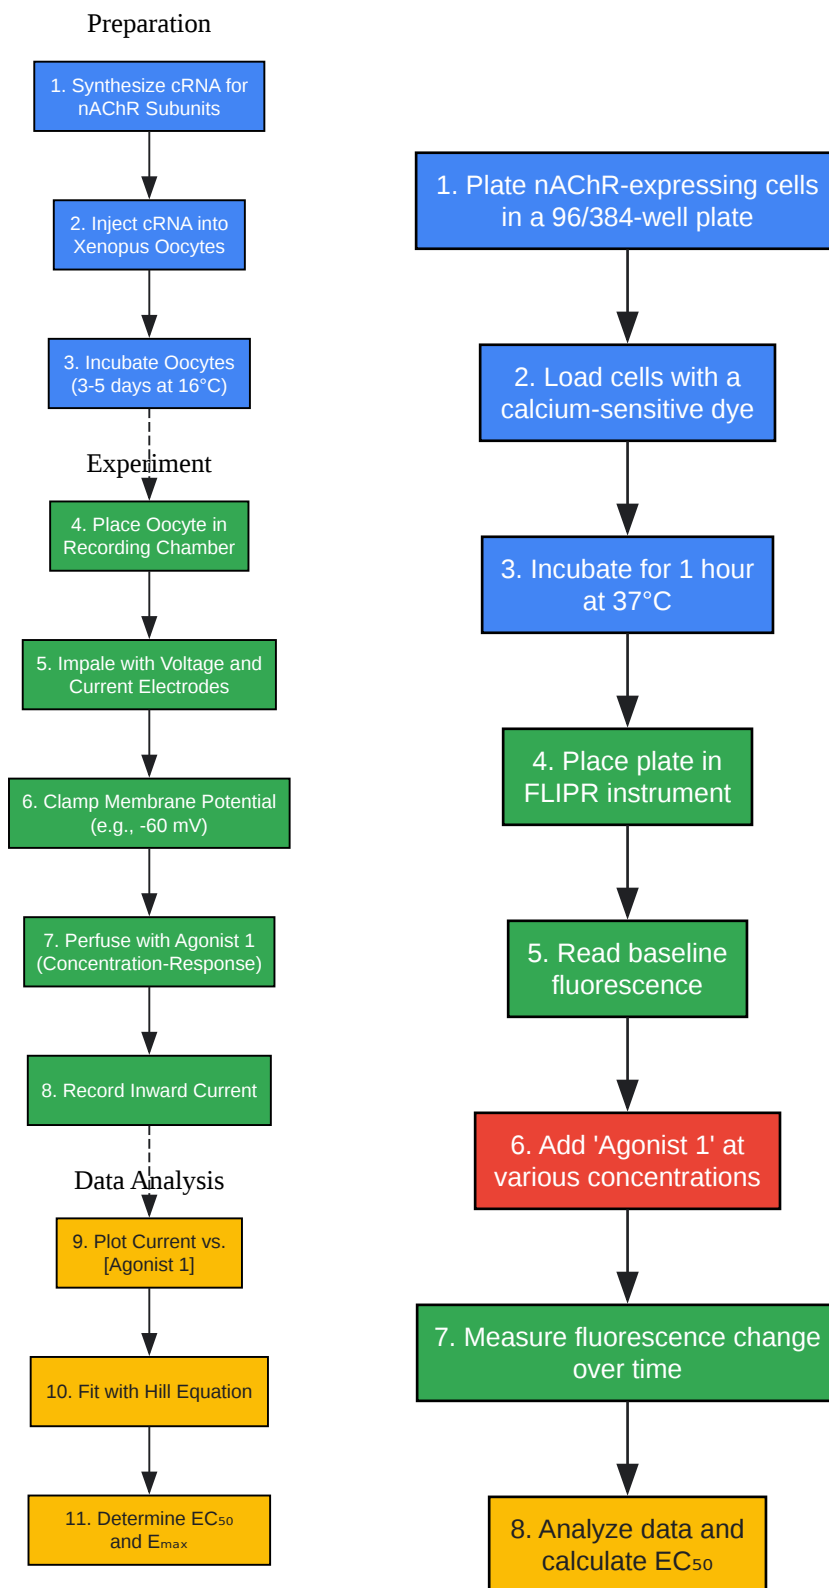 Preparation
1. Synthesize cRNA for
nAChR Subunits
2. Inject cRNA into
Xenopus Oocytes
3. Incubate Oocytes
(3-5 days at 16°C)
Experiment
4. Place Oocyte in
Recording Chamber
5. Impale with Voltage and
Current Electrodes
6. Clamp Membrane Potential
(e.g., -60 mV)
7. Perfuse with Agonist 1
(Concentration-Response)
8. Record Inward Current
Data Analysis
9. Plot Current vs.
[Agonist 1]
10. Fit with Hill Equation
11. Determine EC₅₀
and Eₘₐₓ
1. Plate nAChR-expressing cells
in a 96/384-well plate
2. Load cells with a
calcium-sensitive dye
3. Incubate for 1 hour
at 37°C
4. Place plate in
FLIPR instrument
5. Read baseline
fluorescence
6. Add 'Agonist 1' at
various concentrations
7. Measure fluorescence change
over time
8. Analyze data and
calculate EC₅₀